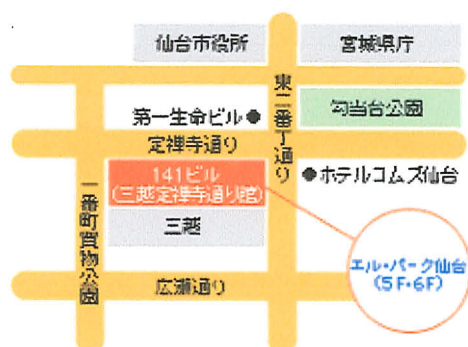 仙台市役所
宮城県庁
東二番丁通り
勾当台公園
第一生命ビル
定禅寺通り
141ビル
(三越定禅寺通り館)
ホテルコムズ仙台
一番町買物公園
三越
エル・パーク仙台
(5F・6F)
広瀬通り